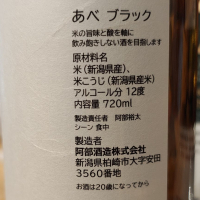 あべ ブラック
米の旨味と酸を軸に
飲み飽きしない酒を目指します
原材料名
米(新潟県産)、
米こうじ(新潟県産米)
アルコール分 12度
内容量 720ml
製造責任者 阿部裕太
シーン 食中
製造者
阿部酒造株式会社
新潟県柏崎市大字安田
3560番地
お酒は20歳になってから